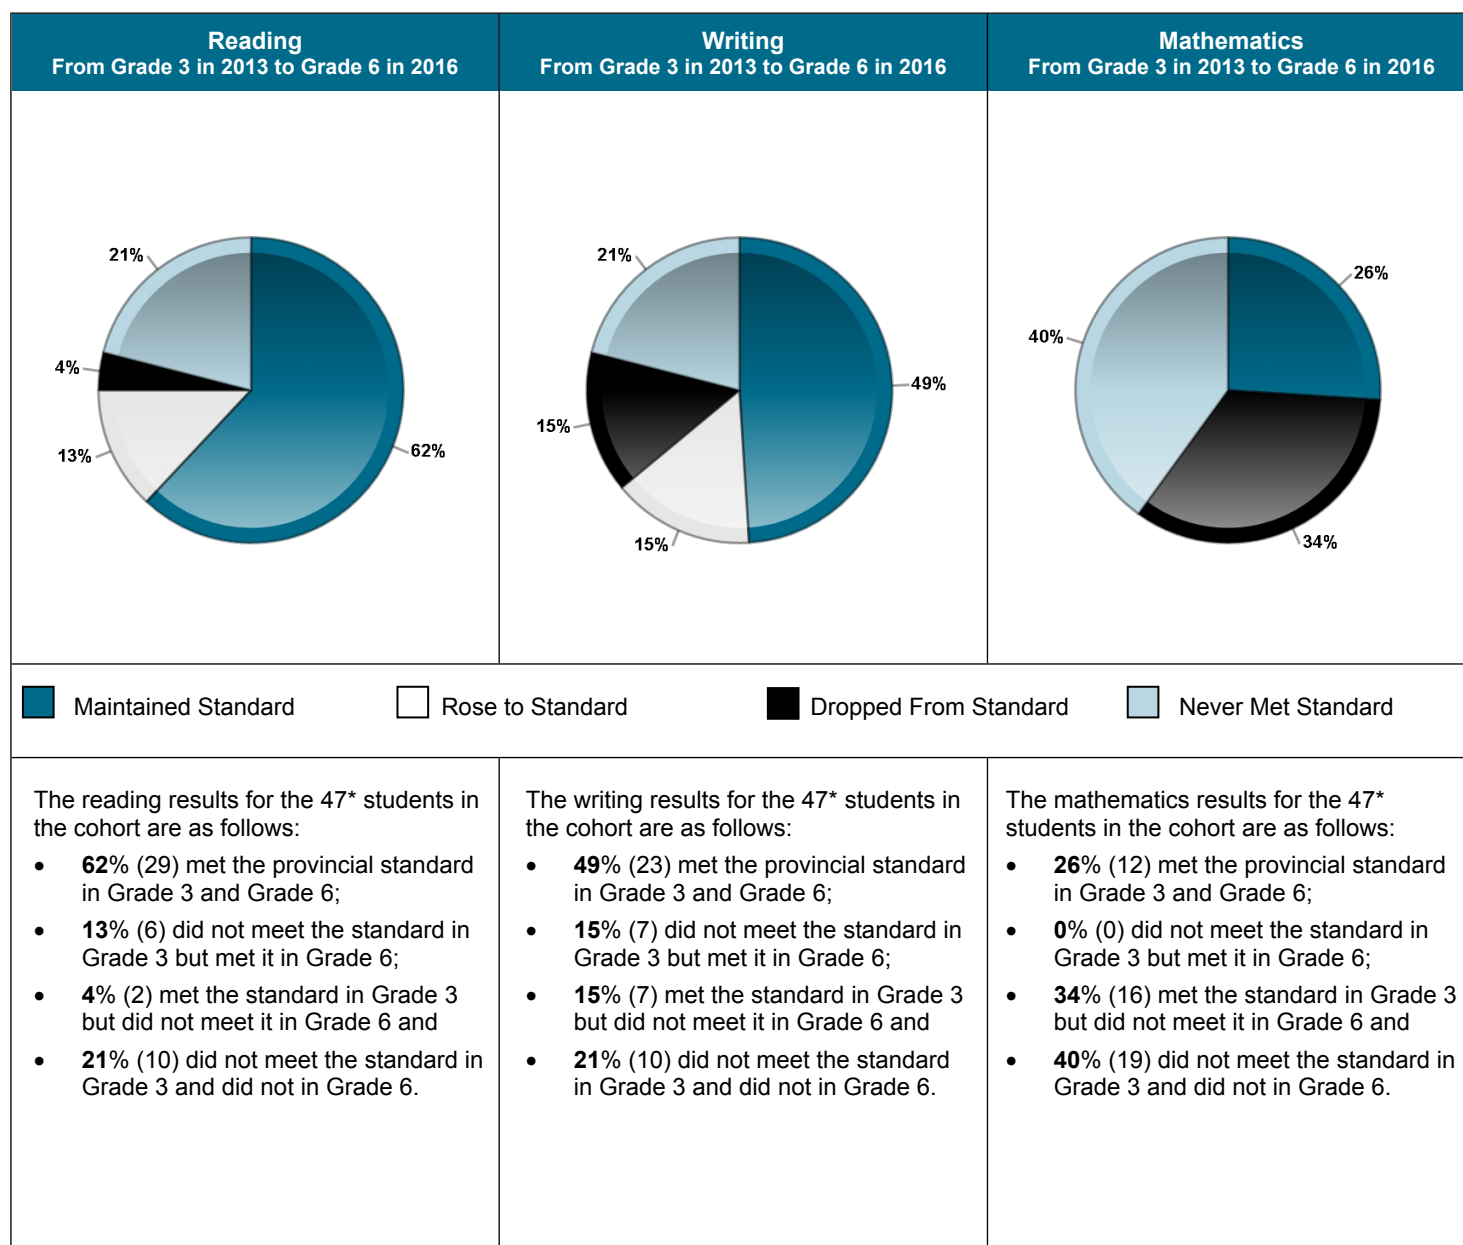 Reading
From Grade 3 in 2013 to Grade 6 in 2016
Writing
From Grade 3 in 2013 to Grade 6 in 2016
Mathematics
From Grade 3 in 2013 to Grade 6 in 2016
21%
4%
13%
62%
21%
15%
15%
49%
26%
40%
34%
Maintained Standard
Rose to Standard
Dropped From Standard
Never Met Standard
The reading results for the 47* students in
the cohort are as follows:
• 62% (29) met the provincial standard
in Grade 3 and Grade 6;
• 13% (6) did not meet the standard in
Grade 3 but met it in Grade 6;
• 4% (2) met the standard in Grade 3
but did not meet it in Grade 6 and
• 21% (10) did not meet the standard in
Grade 3 and did not in Grade 6.
The writing results for the 47* students in
the cohort are as follows:
• 49% (23) met the provincial standard
in Grade 3 and Grade 6;
• 15% (7) did not meet the standard in
Grade 3 but met it in Grade 6;
• 15% (7) met the standard in Grade 3
but did not meet it in Grade 6 and
• 21% (10) did not meet the standard
in Grade 3 and did not in Grade 6.
The mathematics results for the 47*
students in the cohort are as follows:
• 26% (12) met the provincial standard
in Grade 3 and Grade 6;
• 0% (0) did not meet the standard in
Grade 3 but met it in Grade 6;
• 34% (16) met the standard in Grade 3
but did not meet it in Grade 6 and
• 40% (19) did not meet the standard in
Grade 3 and did not in Grade 6.